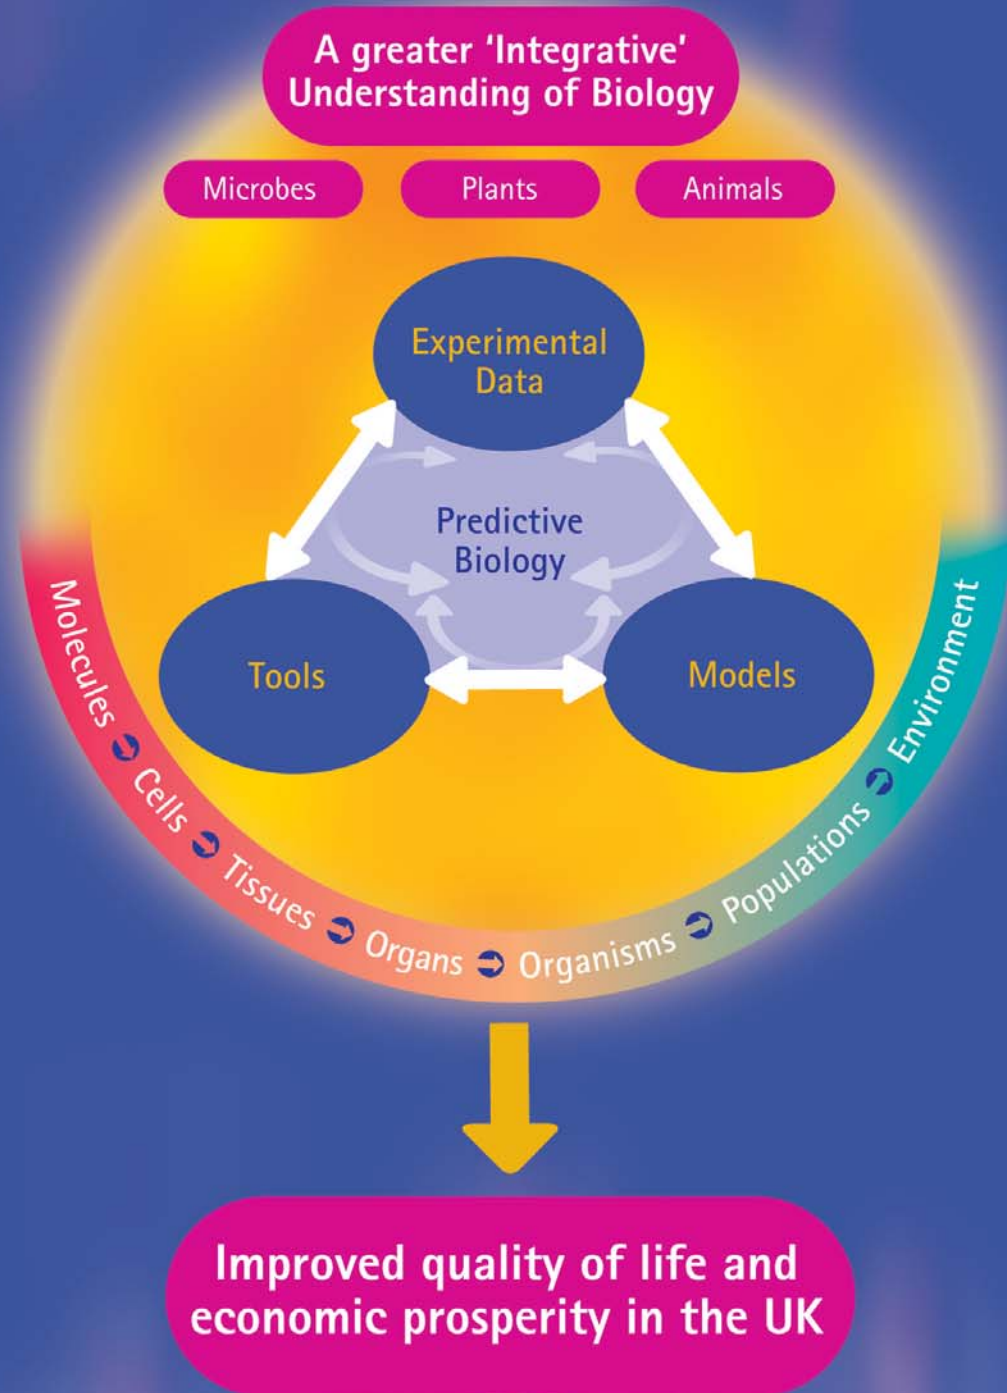 A greater ‘Integrative’
Understanding of Biology
Microbes
Plants
Animals
Experimental
Data
Predictive
Biology
Tools
Models
Molecules
Cells
Tissues
Organs
Organisms
Populations
Environment
Improved quality of life and
economic prosperity in the UK